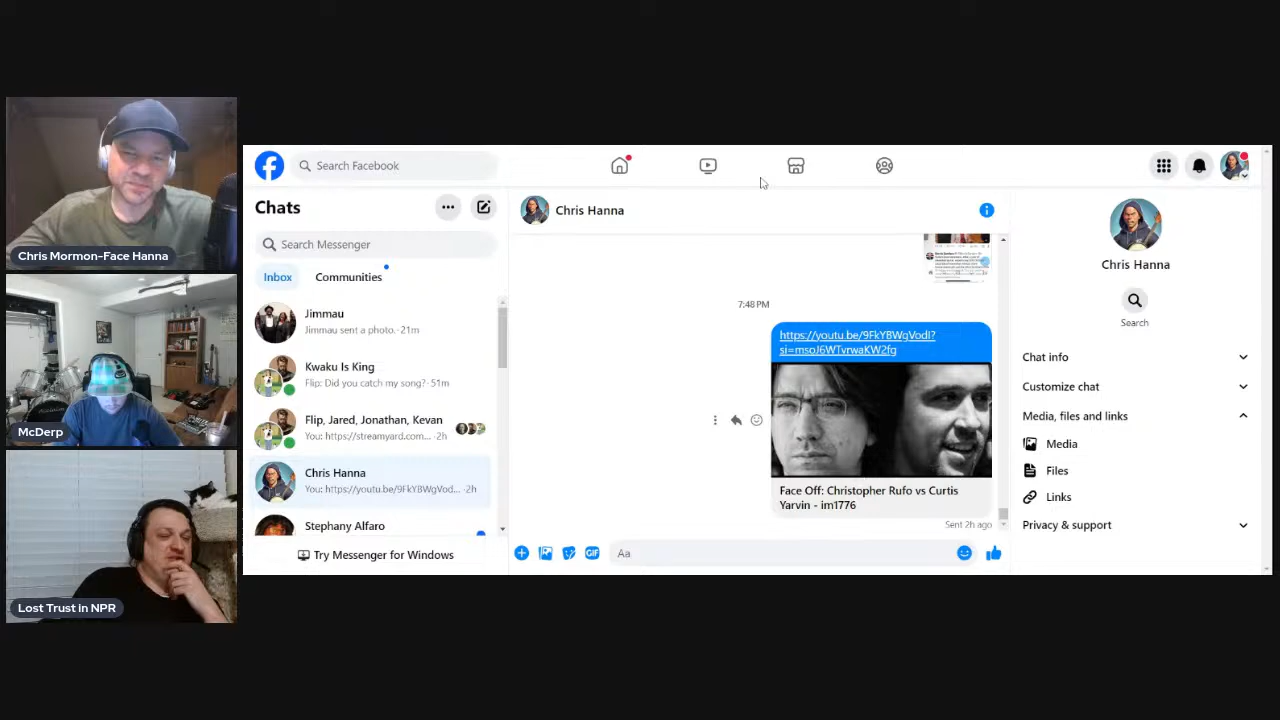 Chris Mormon-Face Hanna
McDerp
Lost Trust in NPR
Search Facebook
Chats
Search Messenger
Inbox
Communities
Jimmau
Jimmau sent a photo. · 21m
Kwaku Is King
Flip: Did you catch my song? · 51m
Flip, Jared, Jonathan, Kevan
You: https://streamyard.com... · 2h
Chris Hanna
You: https://youtu.be/9FkY8WgVod... · 2h
Stephany Alfaro
Try Messenger for Windows
Chris Hanna
7:48 PM
https://youtu.be/9FkY8WgVodI?
si=msoJ6WTvrwaKW2fg
Face Off: Christopher Rufo vs Curtis
Yarvin - im1776
Sent 2h ago
GIF
Aa
Chris Hanna
Search
Chat info
Customize chat
Media, files and links
Media
Files
Links
Privacy & support